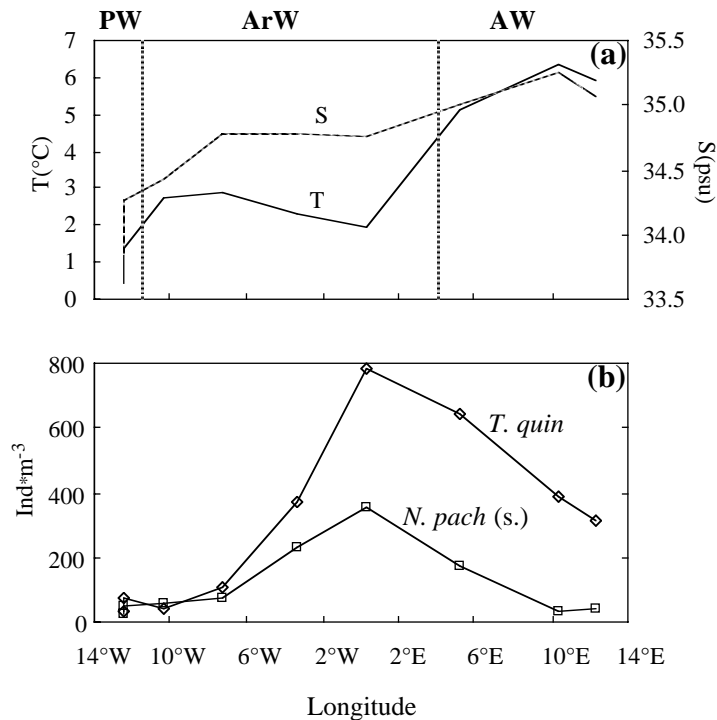 PW ArW AW
(a)
7
6
5
4
3
2
1
0
T(°C)
S
T
35.5
35.0
34.5
34.0
33.5
S(psu)
(b)
800
600
400
200
0
Ind*m-3
T. quin
N. pach (s.)
14°W 10°W 6°W 2°W 2°E 6°E 10°E 14°E
Longitude